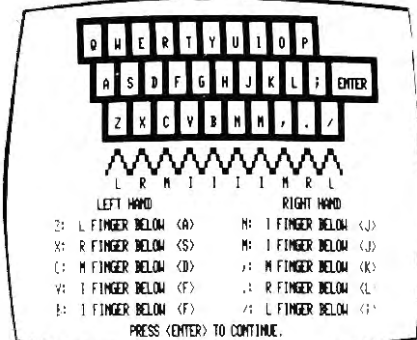 Q W E R T Y U I O P
A S D F G H J K L ; ENTER
Z X C V B N M , . /
L R M I I I I M R L
LEFT HAND RIGHT HAND
Z: L FINGER BELOW <A> N: I FINGER BELOW <J>
X: R FINGER BELOW <S> M: I FINGER BELOW <J>
C: M FINGER BELOW <D> ,: M FINGER BELOW <K>
V: I FINGER BELOW <F> .: R FINGER BELOW <L>
B: I FINGER BELOW <F> /: L FINGER BELOW <;>
PRESS <ENTER> TO CONTINUE.